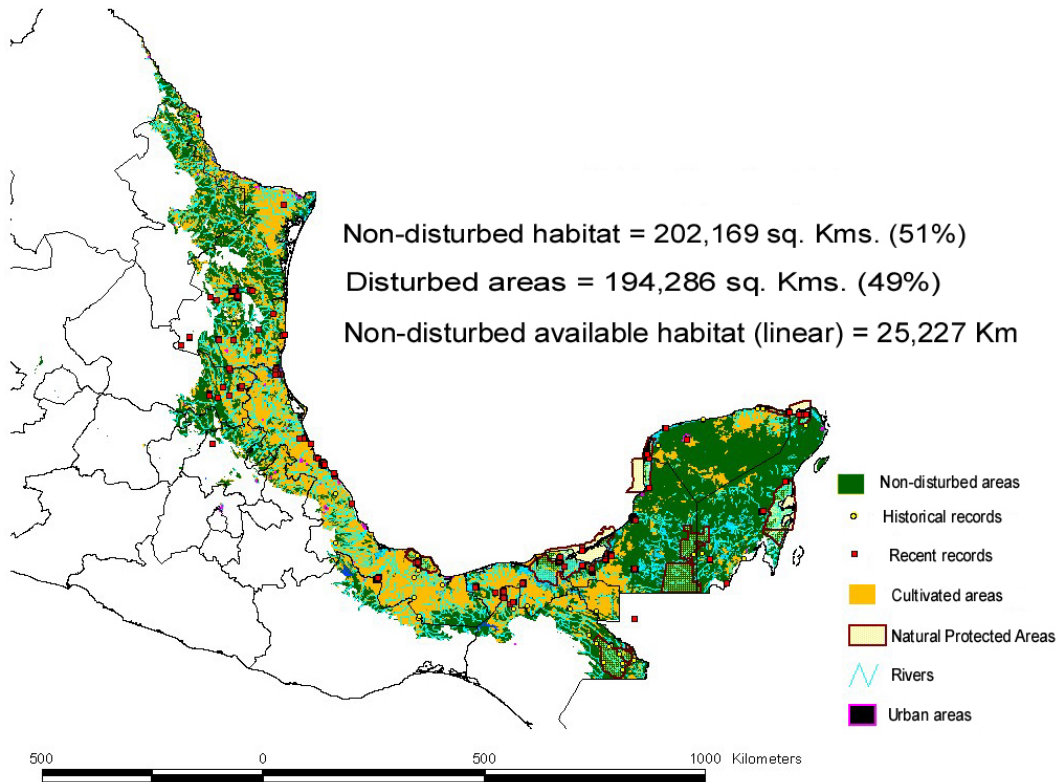 Non-disturbed habitat = 202,169 sq. Kms. (51%)
Disturbed areas = 194,286 sq. Kms. (49%)
Non-disturbed available habitat (linear) = 25,227 Km
Non-disturbed areas
Historical records
Recent records
Cultivated areas
Natural Protected Areas
Rivers
Urban areas
500 0 500 1000 Kilometers